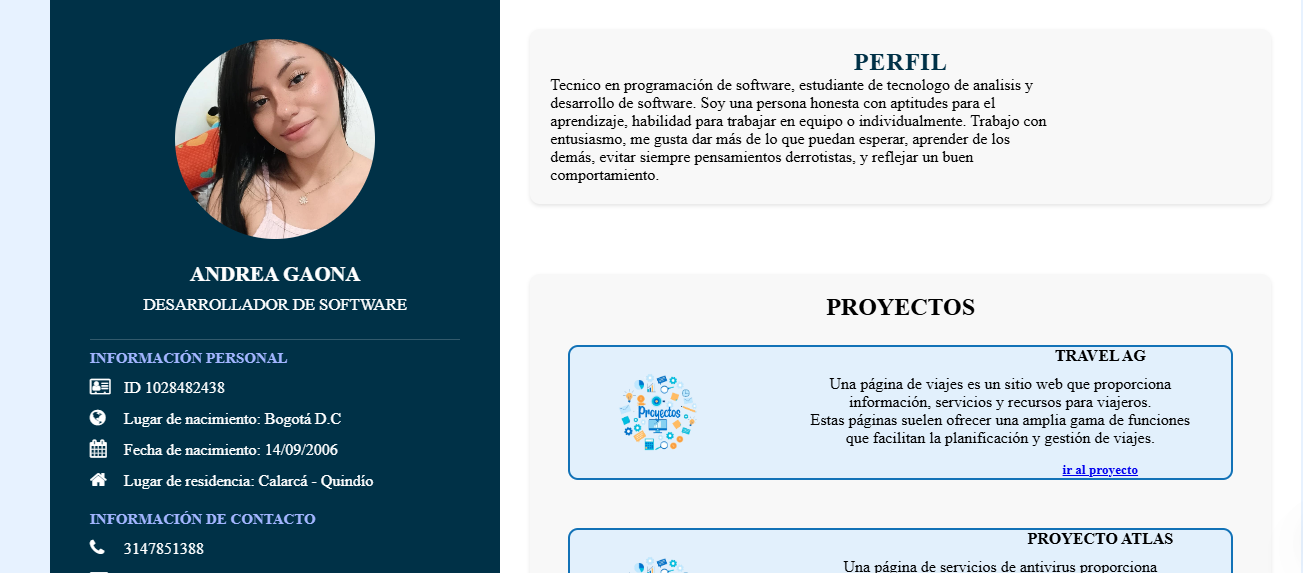 ANDREA GAONA
DESARROLLADOR DE SOFTWARE
INFORMACIÓN PERSONAL
ID 1028482438
Lugar de nacimiento: Bogotá D.C
Fecha de nacimiento: 14/09/2006
Lugar de residencia: Calarcá - Quindío
INFORMACIÓN DE CONTACTO
3147851388
PERFIL
Tecnico en programación de software, estudiante de tecnologo de analisis y
desarrollo de software. Soy una persona honesta con aptitudes para el
aprendizaje, habilidad para trabajar en equipo o individualmente. Trabajo con
entusiasmo, me gusta dar más de lo que puedan esperar, aprender de los
demás, evitar siempre pensamientos derrotistas, y reflejar un buen
comportamiento.
PROYECTOS
Proyectos
TRAVEL AG
Una página de viajes es un sitio web que proporciona
información, servicios y recursos para viajeros.
Estas páginas suelen ofrecer una amplia gama de funciones
que facilitan la planificación y gestión de viajes.
ir al proyecto
PROYECTO ATLAS
Una página de servicios de antivirus proporciona